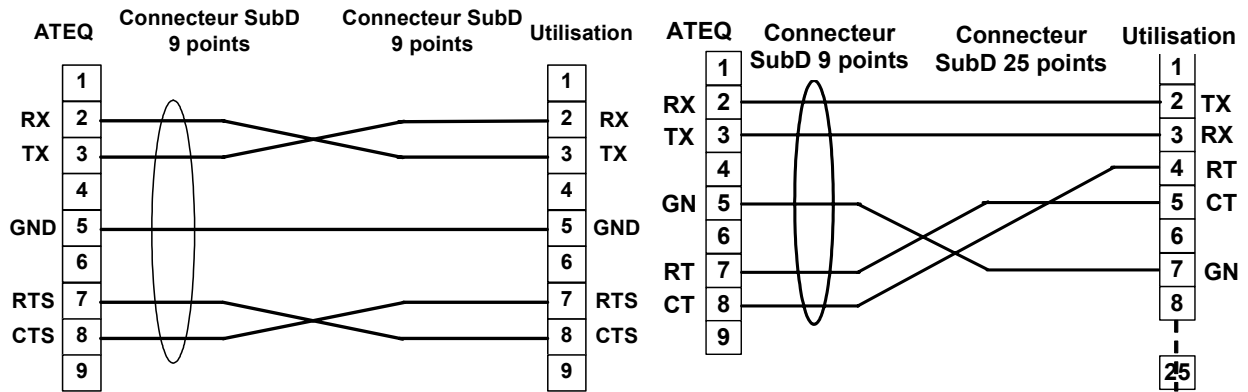 Connecteur SubD
9 points
Connecteur SubD
9 points
ATEQ
Utilisation
1 1
RX 2 2 RX
TX 3 3 TX
4 4
GND 5 5 GND
6 6
RTS 7 7 RTS
CTS 8 8 CTS
9 9
ATEQ
Connecteur
SubD 9 points
Connecteur
SubD 25 points
Utilisation
1 1
RX 2 2 TX
TX 3 3 RX
4 4 RT
GN 5 5 CT
6 6
RT 7 7 GN
CT 8 8
9
25